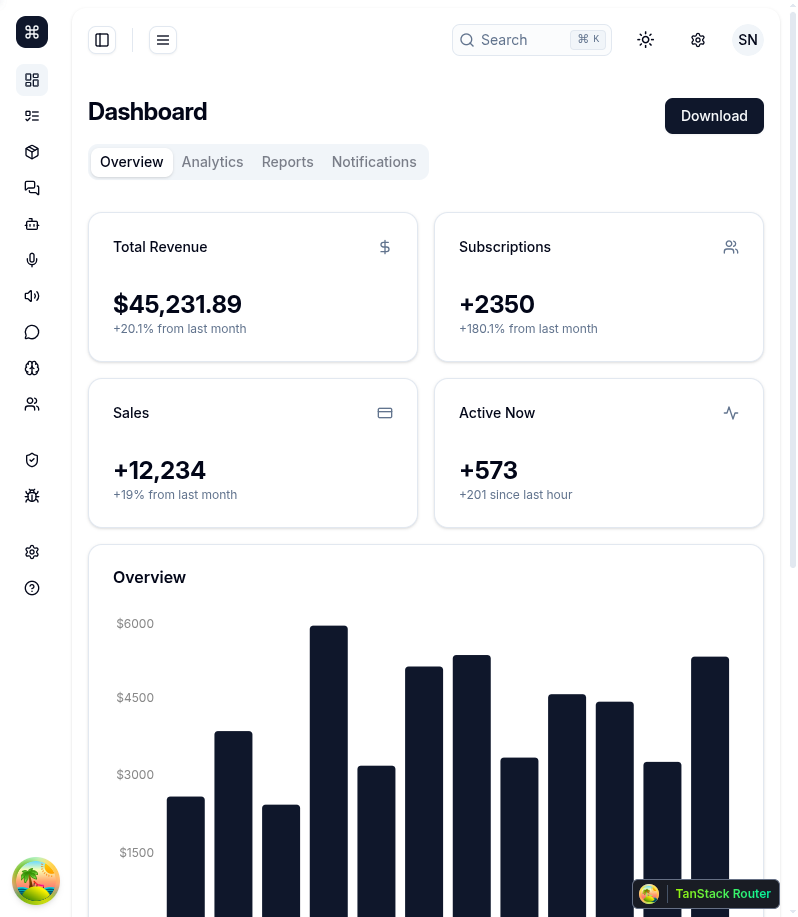 Search ⌘ K
SN
Dashboard
Download
Overview Analytics Reports Notifications
Total Revenue
$45,231.89
+20.1% from last month
Subscriptions
+2350
+180.1% from last month
Sales
+12,234
+19% from last month
Active Now
+573
+201 since last hour
Overview
$6000
$4500
$3000
$1500
TanStack Router